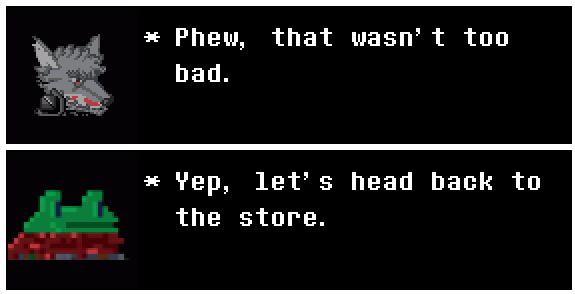 * Phew, that wasn't too
bad.
* Yep, let's head back to
the store.